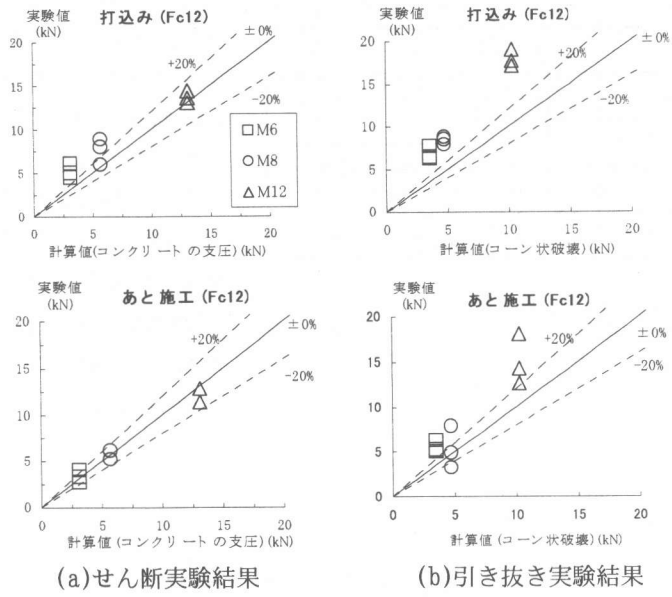 実験値
(kN)
打込み (Fc12)
±0%
+20%
-20%
20
15
10
5
0
□ M6
○ M8
△ M12
0 5 10 15 20
計算値(コンクリートの支圧)(kN)
実験値
(kN)
打込み (Fc12)
±0%
+20%
-20%
20
15
10
5
0
0 5 10 15 20
計算値(コーン状破壊)(kN)
実験値
(kN)
あと施工 (Fc12)
±0%
+20%
-20%
20
15
10
5
0
0 5 10 15 20
計算値(コンクリートの支圧)(kN)
実験値
(kN)
あと施工 (Fc12)
±0%
+20%
-20%
20
15
10
5
0
0 5 10 15 20
計算値(コーン状破壊)(kN)
(a)せん断実験結果
(b)引き抜き実験結果